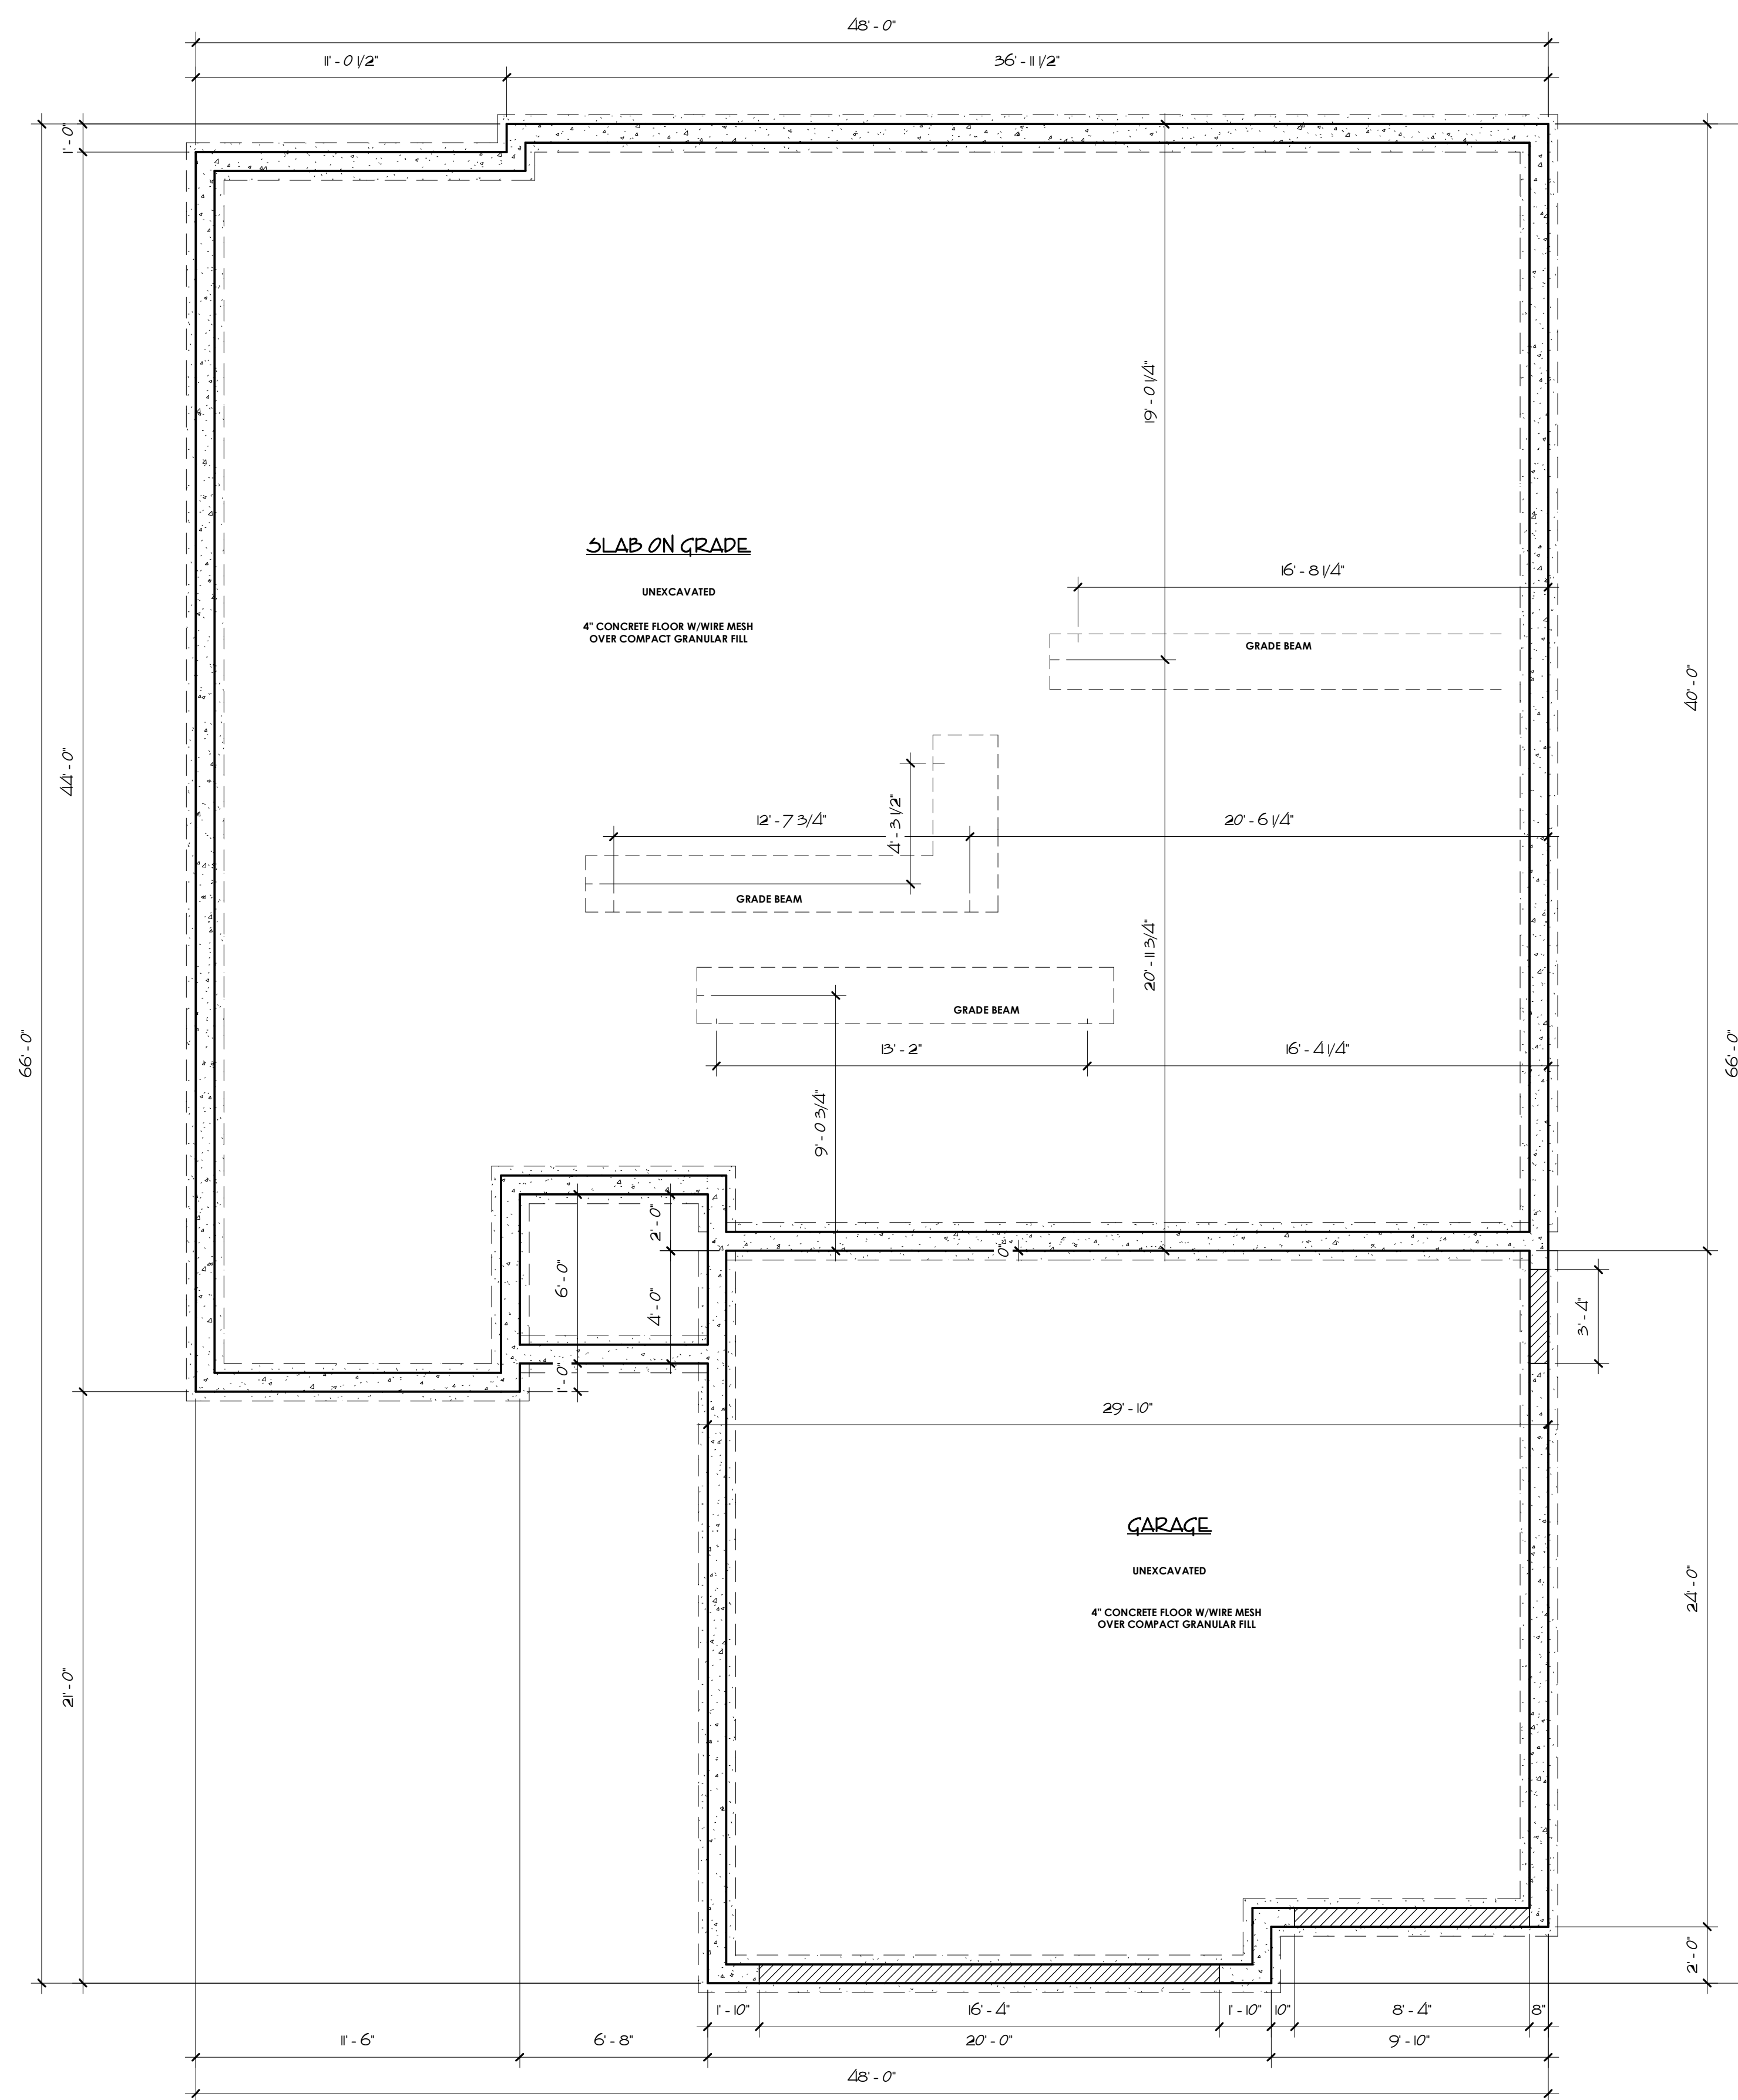 48' - 0"
11' - 0 1/2"
36' - 11 1/2"
1' - 0"
19' - 0 1/4"
SLAB ON GRADE
UNEXCAVATED
4" CONCRETE FLOOR W/WIRE MESH
OVER COMPACT GRANULAR FILL
16' - 8 1/4"
GRADE BEAM
40' - 0"
44' - 0"
12' - 7 3/4"
4' - 3 1/2"
20' - 6 1/4"
GRADE BEAM
20' - 11 3/4"
GRADE BEAM
13' - 2"
16' - 4 1/4"
66' - 0"
66' - 0"
9' - 0 3/4"
2' - 0"
0"
6' - 0"
4' - 0"
3' - 4"
1' - 0"
29' - 10"
GARAGE
UNEXCAVATED
4" CONCRETE FLOOR W/WIRE MESH
OVER COMPACT GRANULAR FILL
24' - 0"
21' - 0"
2' - 0"
1' - 10"
16' - 4"
1' - 10"
10"
8' - 4"
8"
11' - 6"
6' - 8"
20' - 0"
9' - 10"
48' - 0"